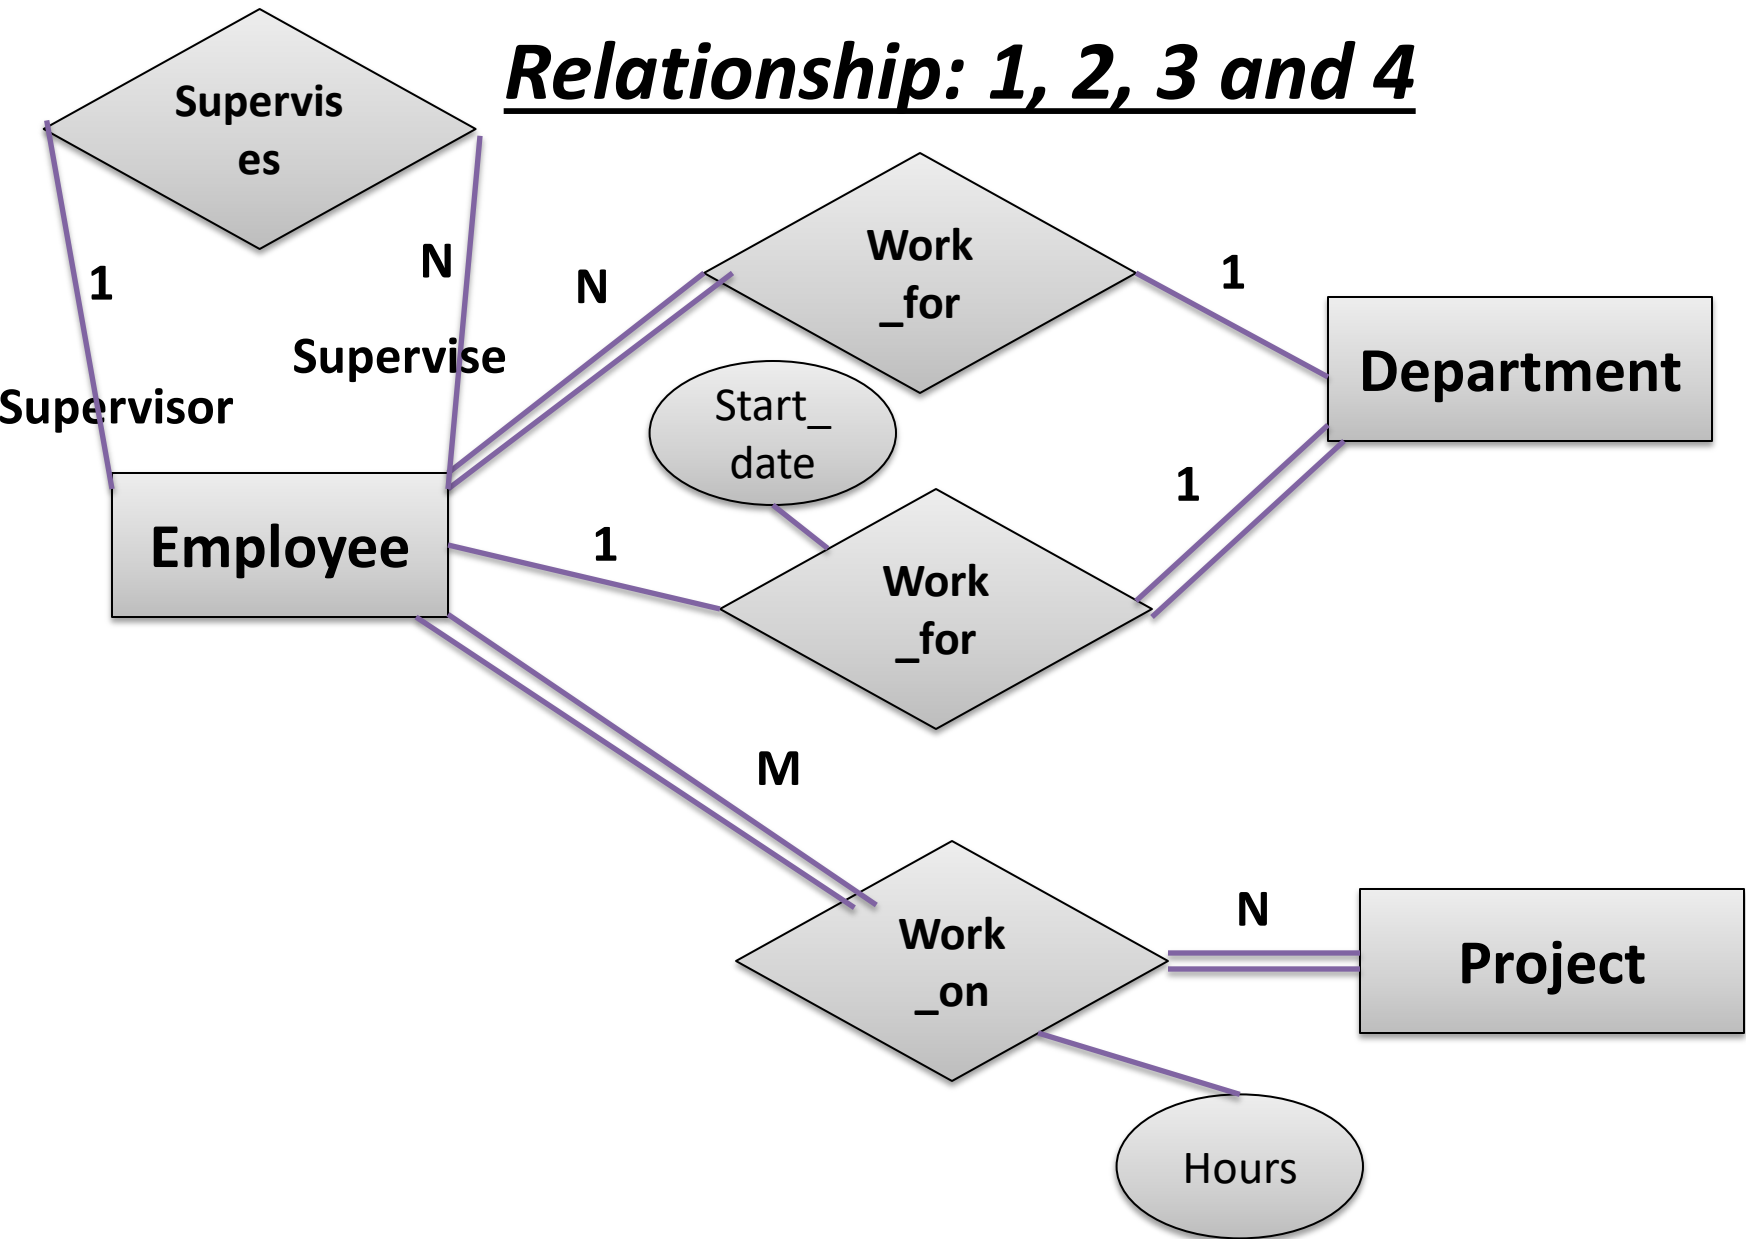 Relationship: 1, 2, 3 and 4
Supervis
es
1
N
Supervise
Supervisor
N
Work
_for
1
Department
Start_
date
Employee
1
Work
_for
1
M
Work
_on
N
Project
Hours